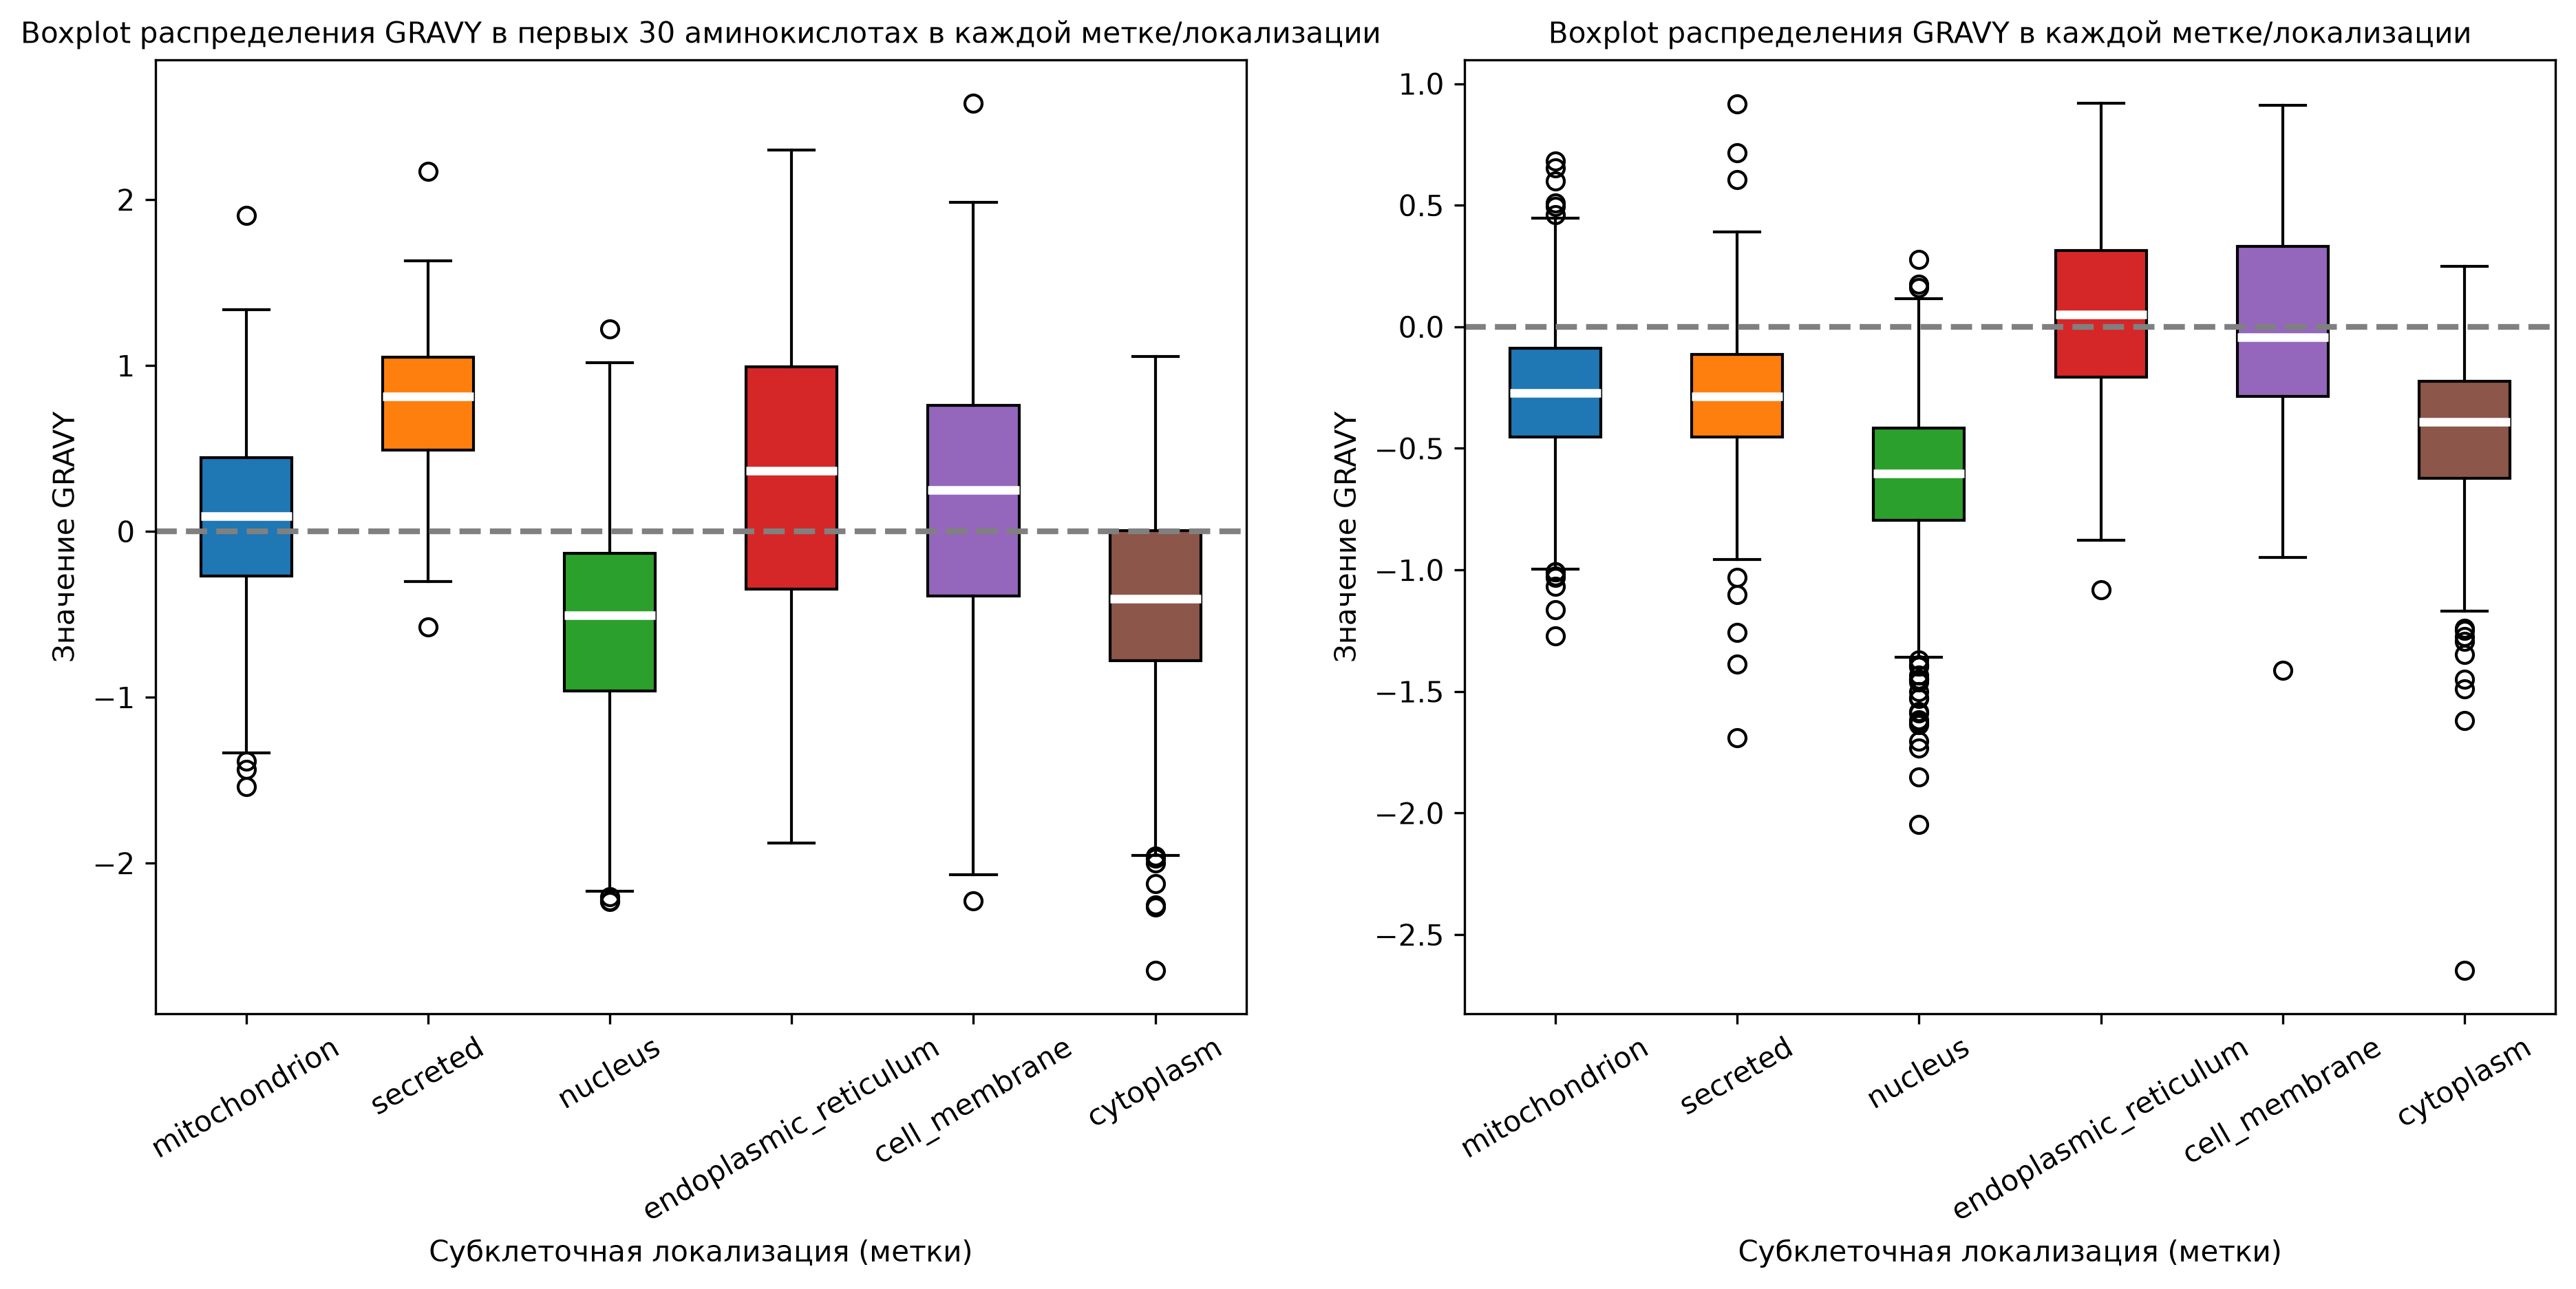 Boxplot распределения GRAVY в первых 30 аминокислотах в каждой метке/локализации
Значение GRAVY
2
1
0
−1
−2
mitochondrion
secreted
nucleus
endoplasmic_reticulum
cell_membrane
cytoplasm
Субклеточная локализация (метки)
Boxplot распределения GRAVY в каждой метке/локализации
Значение GRAVY
1.0
0.5
0.0
−0.5
−1.0
−1.5
−2.0
−2.5
mitochondrion
secreted
nucleus
endoplasmic_reticulum
cell_membrane
cytoplasm
Субклеточная локализация (метки)